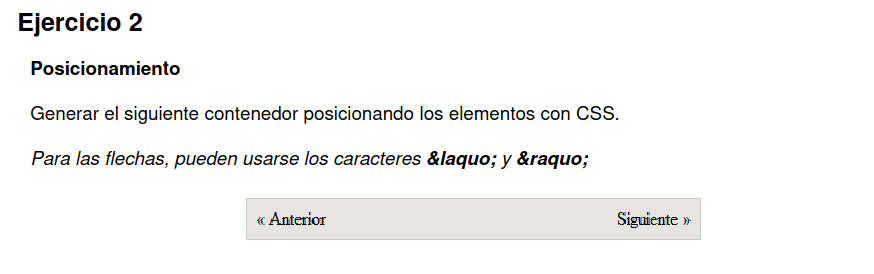 Ejercicio 2
Posicionamiento
Generar el siguiente contenedor posicionando los elementos con CSS.
Para las flechas, pueden usarse los caracteres &laquo; y &raquo;
« Anterior Siguiente »